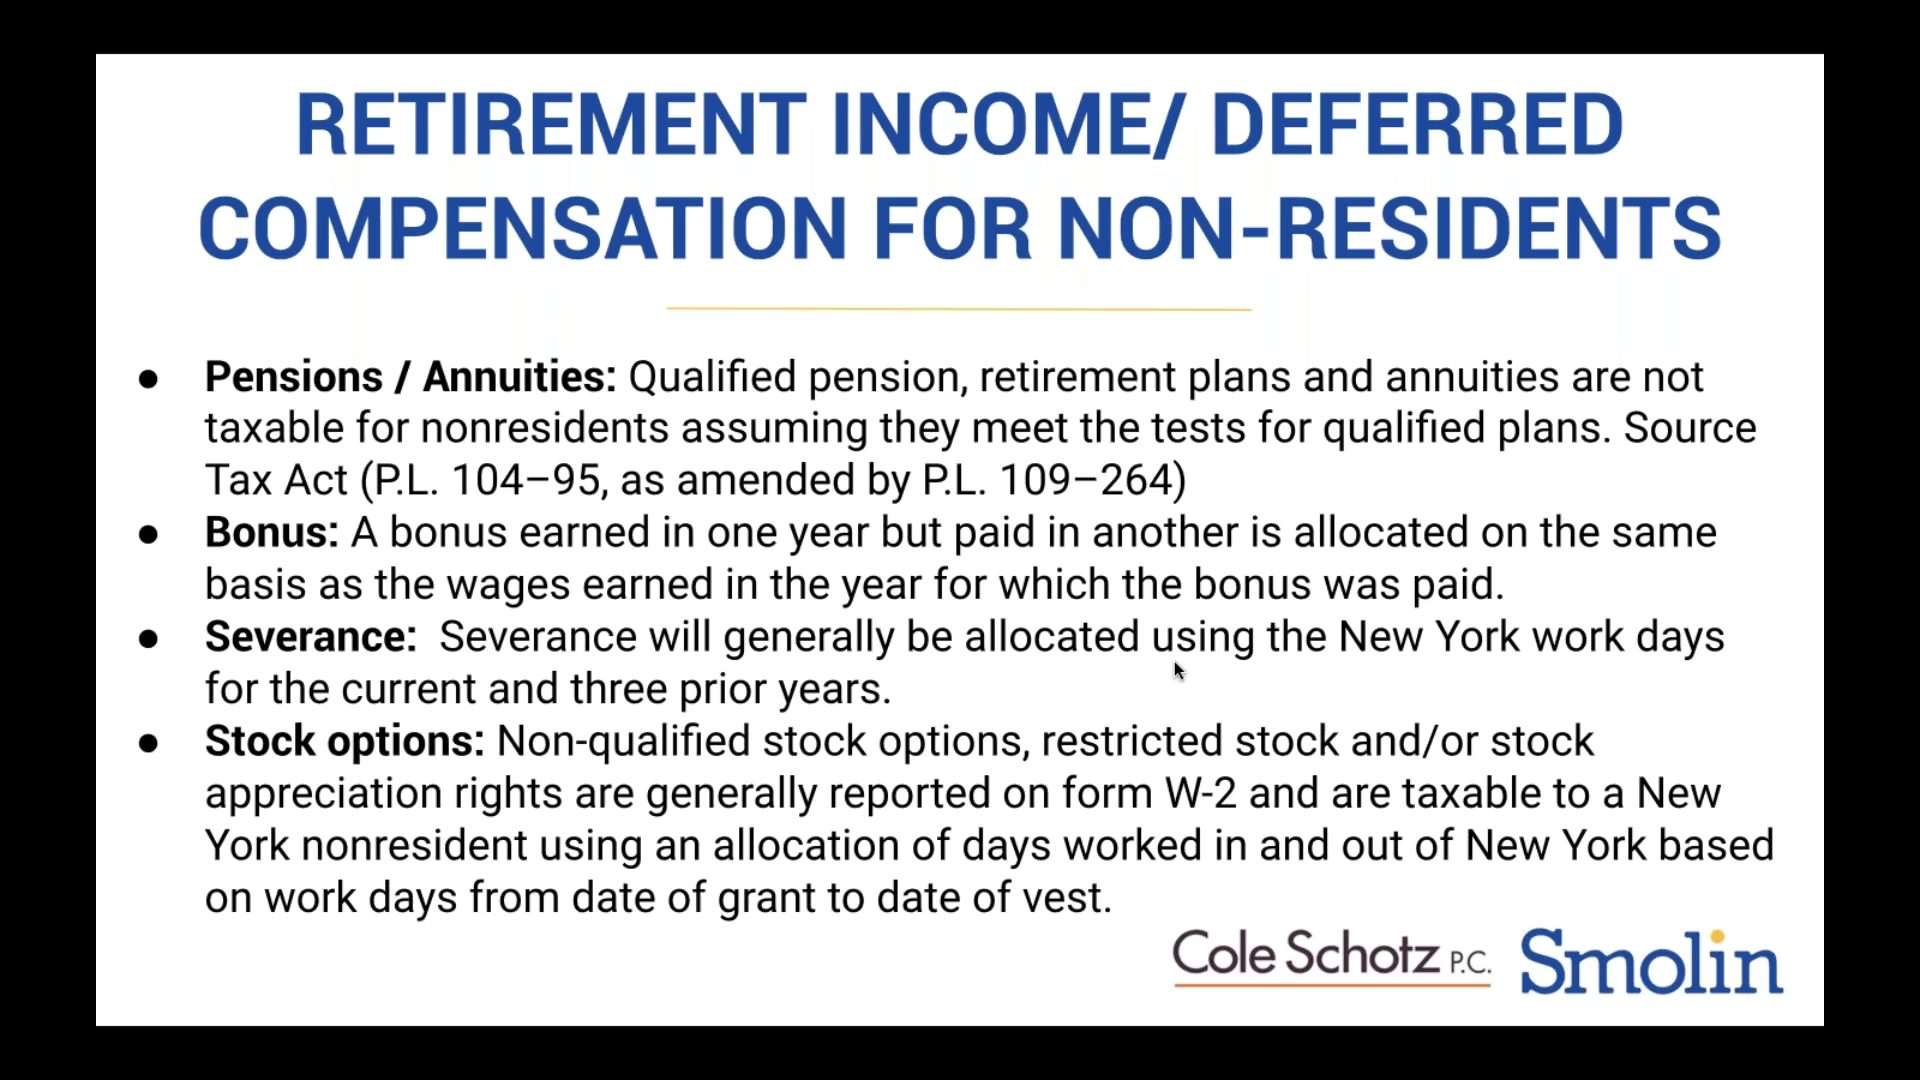 RETIREMENT INCOME/ DEFERRED
COMPENSATION FOR NON-RESIDENTS
● Pensions / Annuities: Qualified pension, retirement plans and annuities are not
taxable for nonresidents assuming they meet the tests for qualified plans. Source
Tax Act (P.L. 104–95, as amended by P.L. 109–264)
● Bonus: A bonus earned in one year but paid in another is allocated on the same
basis as the wages earned in the year for which the bonus was paid.
● Severance:  Severance will generally be allocated using the New York work days
for the current and three prior years.
● Stock options: Non-qualified stock options, restricted stock and/or stock
appreciation rights are generally reported on form W-2 and are taxable to a New
York nonresident using an allocation of days worked in and out of New York based
on work days from date of grant to date of vest.
Cole Schotz P.C. Smolin